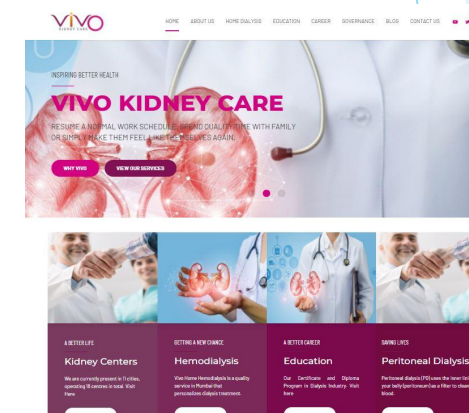 VIVO
KIDNEY CARE
HOME ABOUT US HOME DIALYSIS EDUCATION CAREER GOVERNANCE BLOG CONTACT US
INSPIRING BETTER HEALTH
VIVO KIDNEY CARE
RESUME A NORMAL WORK SCHEDULE, SPEND QUALITY TIME WITH FAMILY
OR SIMPLY MAKE THEM FEEL LIKE THEMSELVES AGAIN.
WHY VIVO VIEW OUR SERVICES
A BETTER LIFE
Kidney Centers
We are currently present in 11 cities,
operating 15 centres in total. Visit
Here
GETTING A NEW CHANCE
Hemodialysis
Vivo Home Hemodialysis is a quality
service in Mumbai that
personalizes dialysis treatment.
A BETTER CAREER
Education
Our Certificate and Diploma
Program in Dialysis Industry Visit
here
SAVING LIVES
Peritoneal Dialysis
Peritoneal dialysis (PD) uses the inner lini
your belly (peritoneum) as a filter to clean
blood.